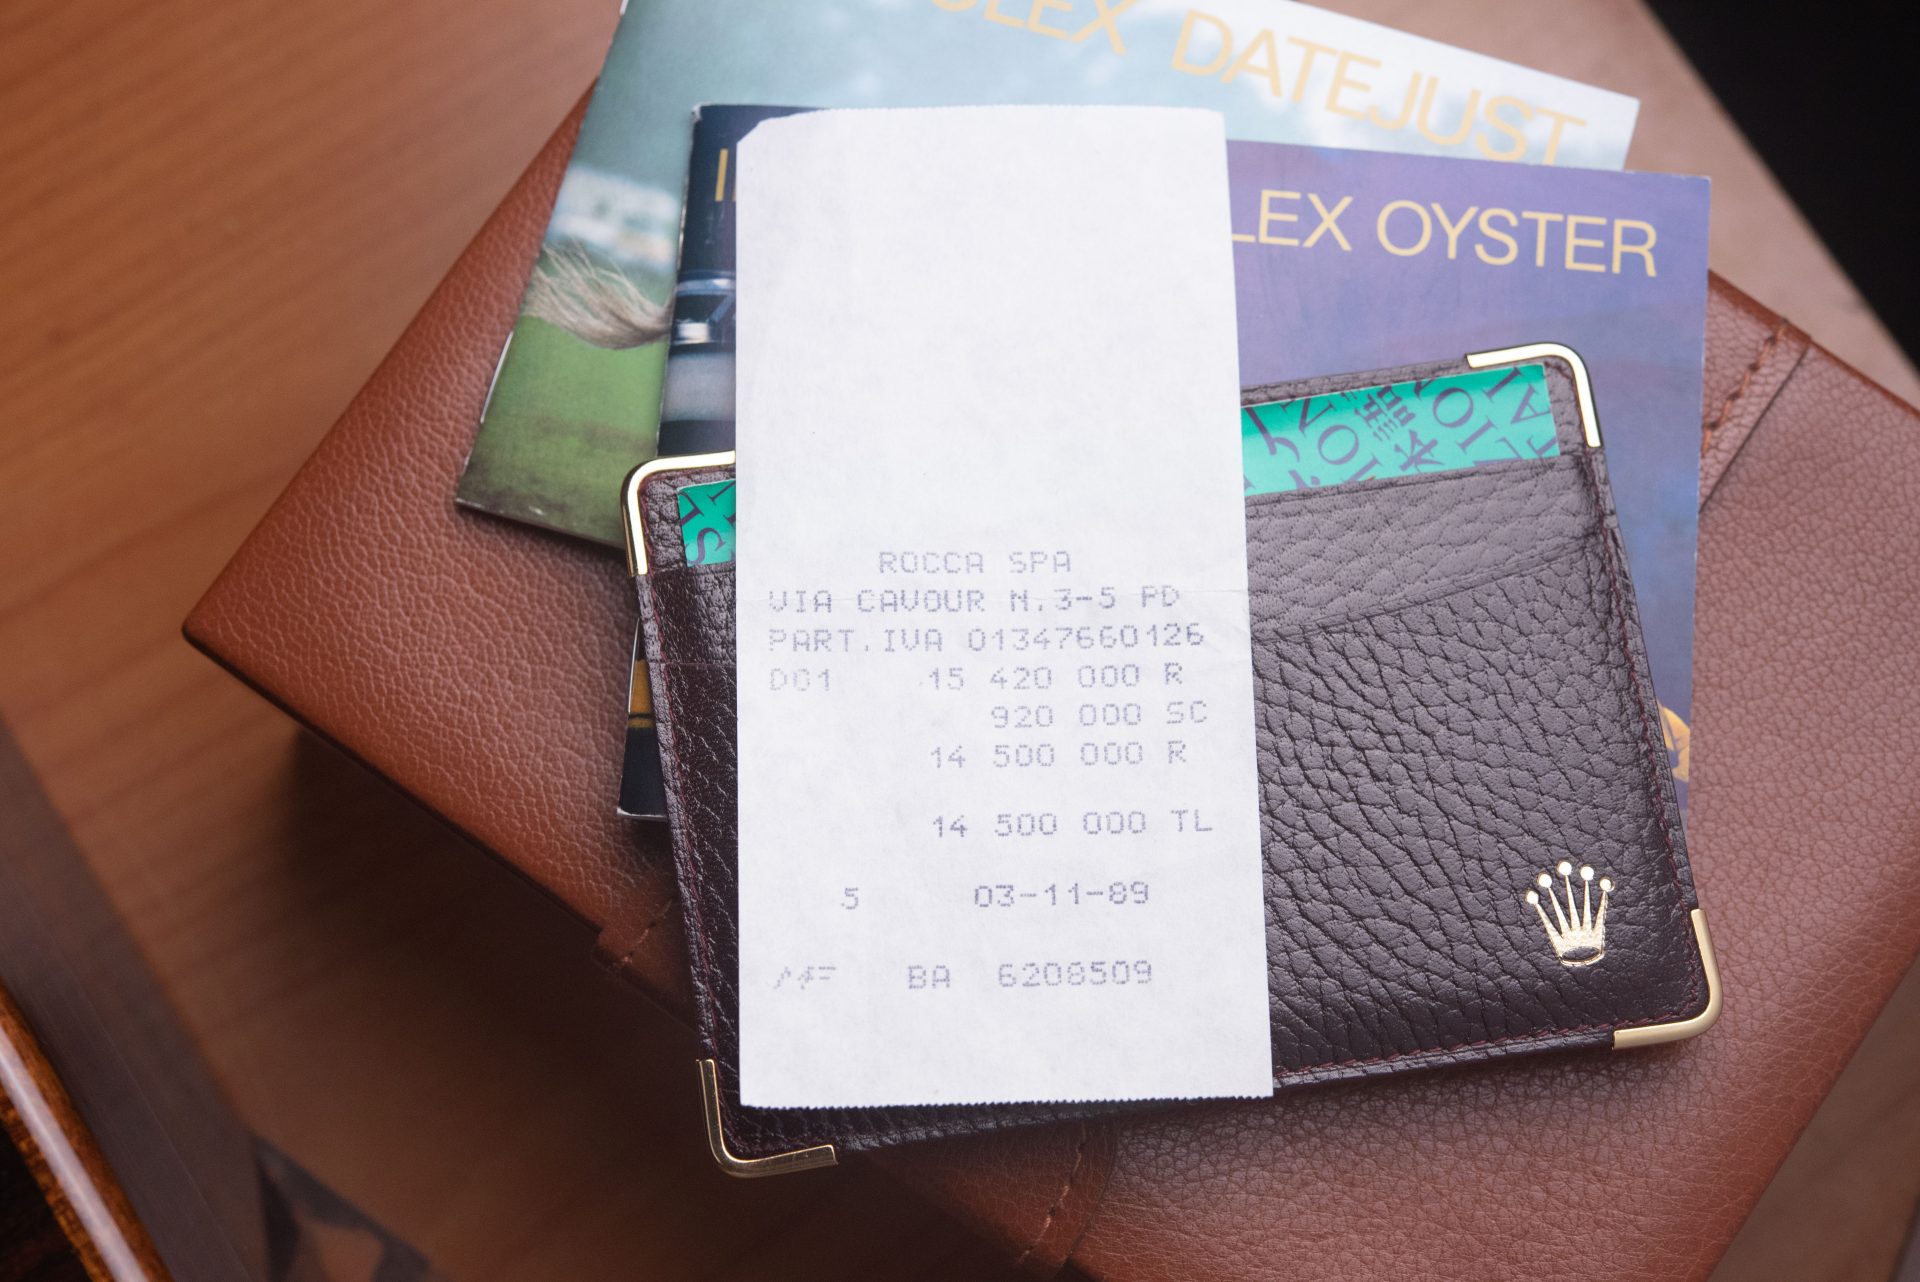 LEX DATEJUST
LEX OYSTER
ROCCA SPA
VIA CAVOUR N.3-5 PD
PART.IVA 01347660126
D01 15 420 000 R
920 000 SC
14 500 000 R
14 500 000 TL
5 03-11-89
BA 6208509